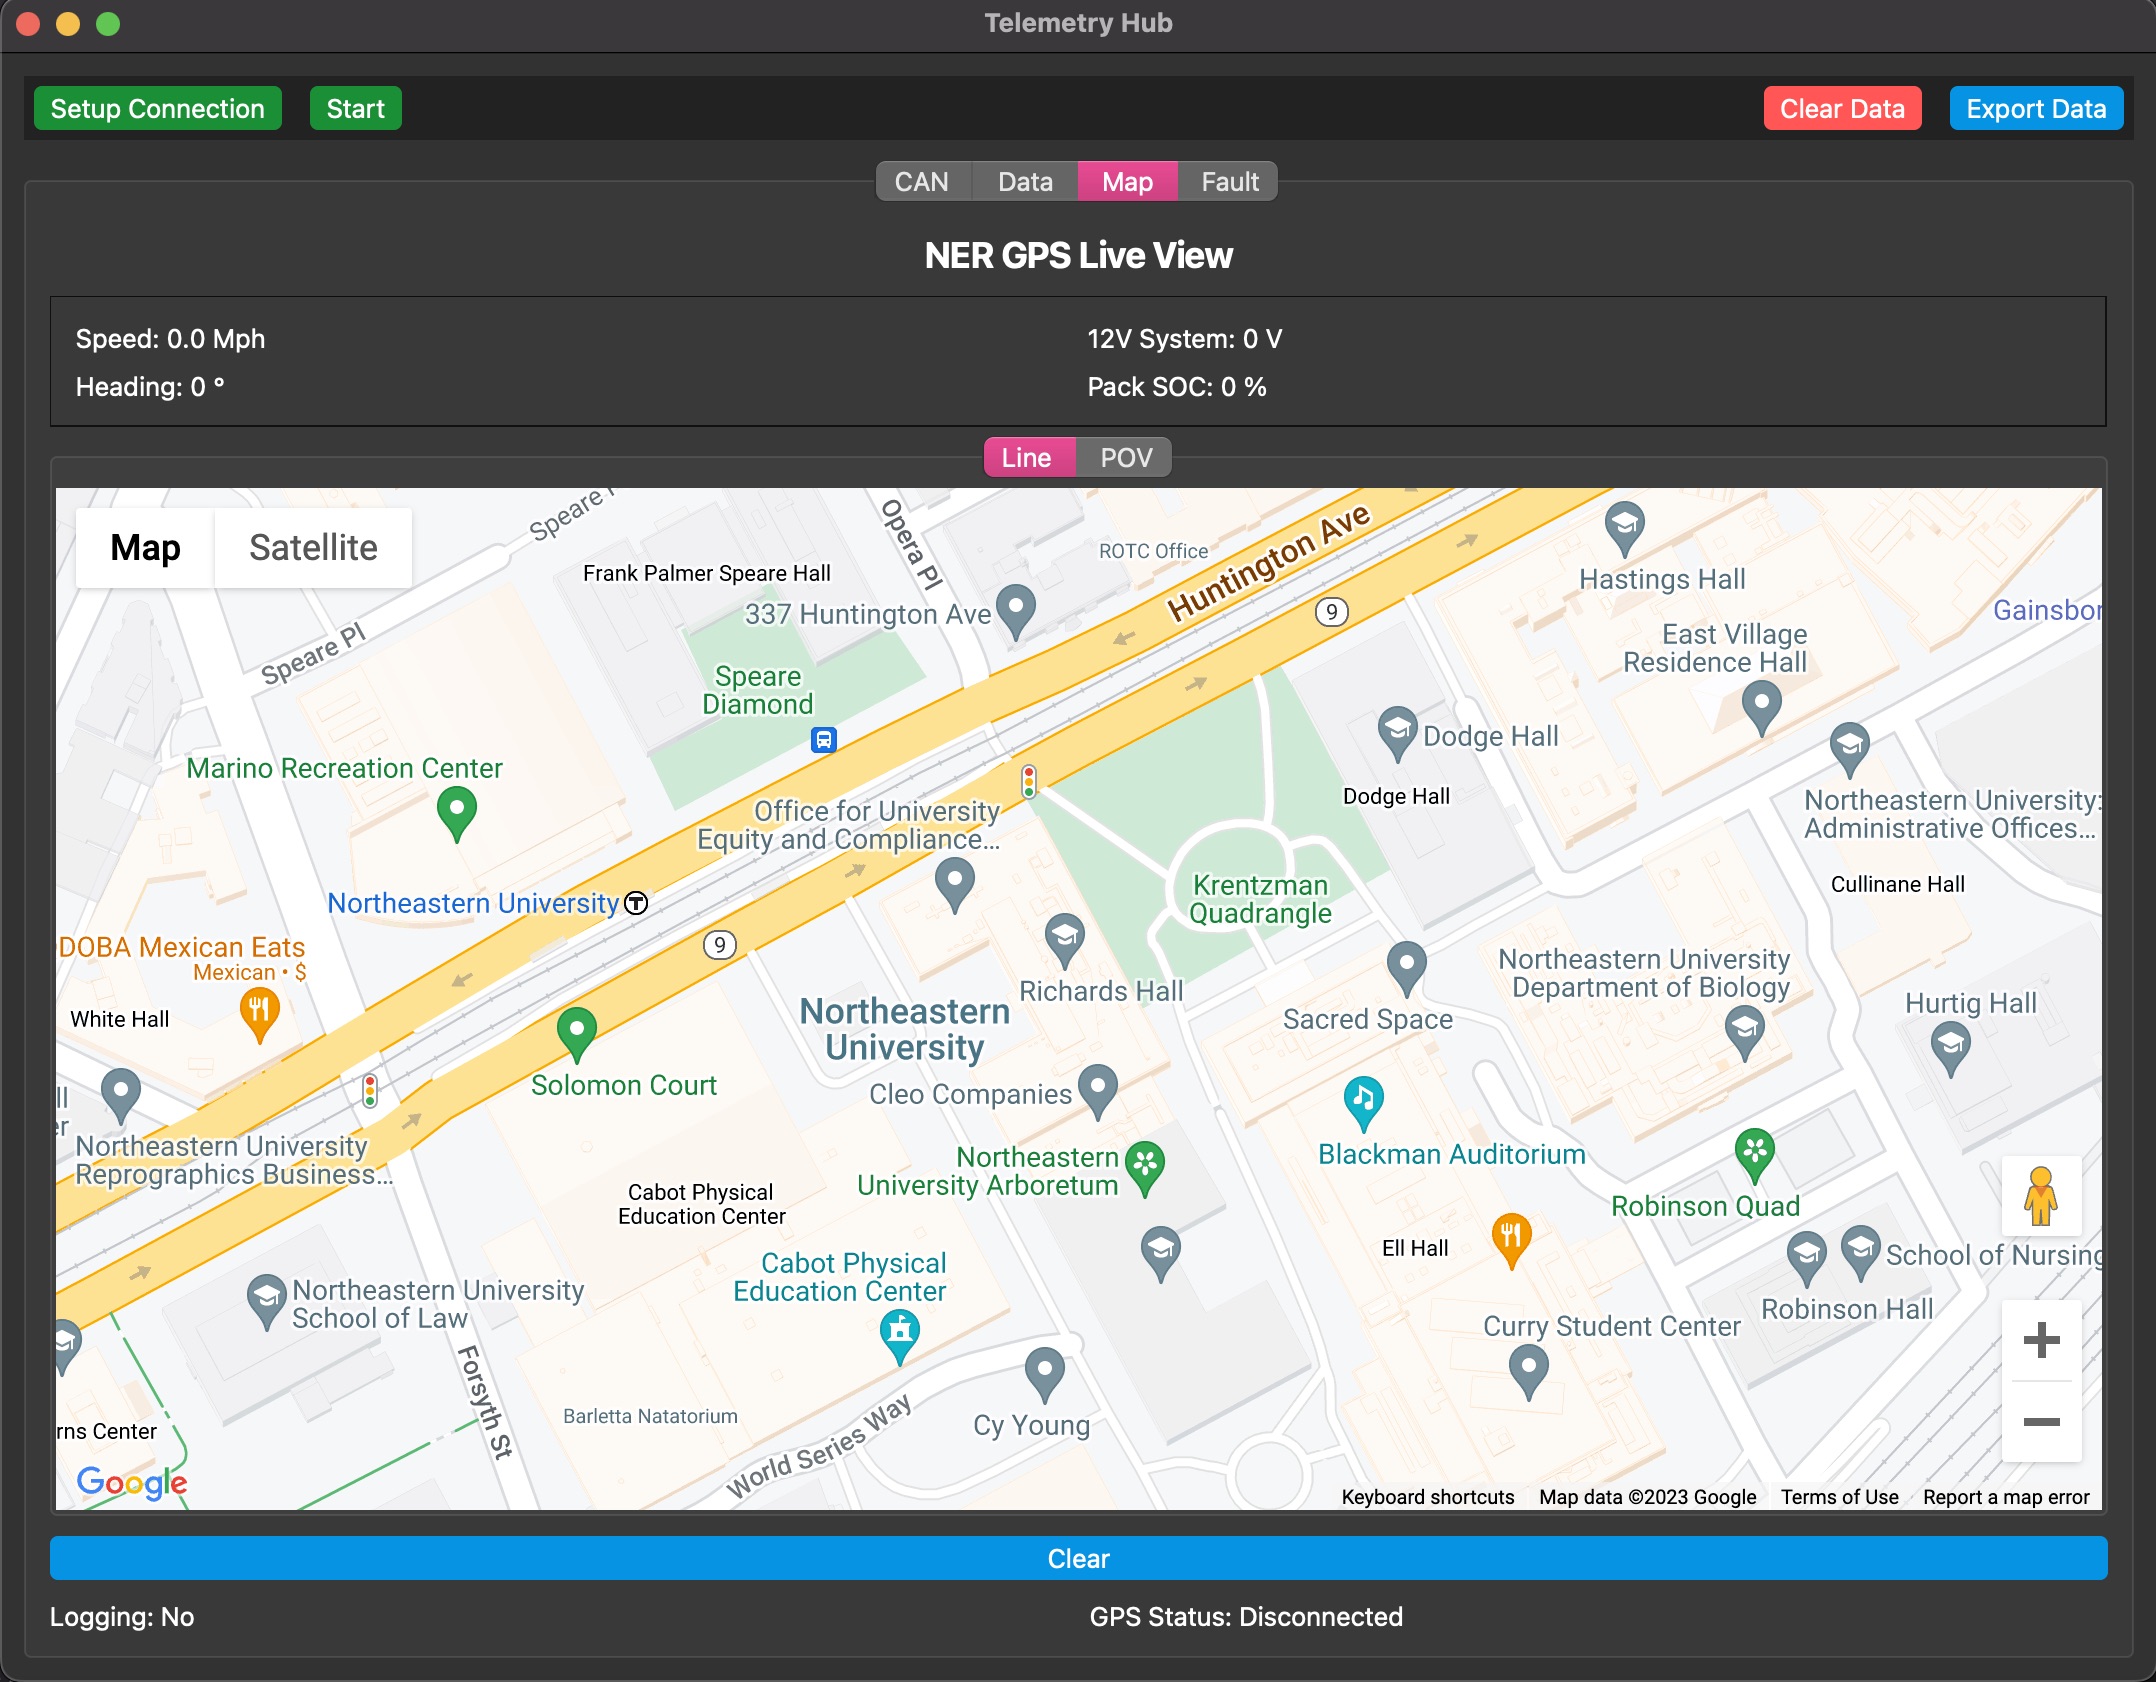 Telemetry Hub
Setup Connection
Start
Clear Data
Export Data
CAN
Data
Map
Fault
NER GPS Live View
Speed: 0.0 Mph
12V System: 0 V
Heading: 0 °
Pack SOC: 0 %
Line
POV
Map
Satellite
Speare
Opera Pl
ROTC Office
Huntington Ave
Frank Palmer Speare Hall
337 Huntington Ave
9
Hastings Hall
Gainsbor
East Village
Residence Hall
Speare Pl
Speare
Diamond
Dodge Hall
Marino Recreation Center
Dodge Hall
Office for University
Equity and Compliance...
Northeastern University:
Administrative Offices...
Krentzman
Quadrangle
Cullinane Hall
Northeastern University
T
9
DOBA Mexican Eats
Mexican • $
White Hall
Richards Hall
Northeastern University
Department of Biology
Northeastern
University
Sacred Space
Hurtig Hall
Solomon Court
Cleo Companies
ll
er
Northeastern University
Reprographics Business...
Northeastern
University Arboretum
Blackman Auditorium
Cabot Physical
Education Center
Robinson Quad
Ell Hall
School of Nursing
Cabot Physical
Education Center
Northeastern University
School of Law
Robinson Hall
Curry Student Center
Forsyth St
Barletta Natatorium
World Series Way
Cy Young
rns Center
Google
Keyboard shortcuts
Map data ©2023 Google
Terms of Use
Report a map error
Clear
Logging: No
GPS Status: Disconnected